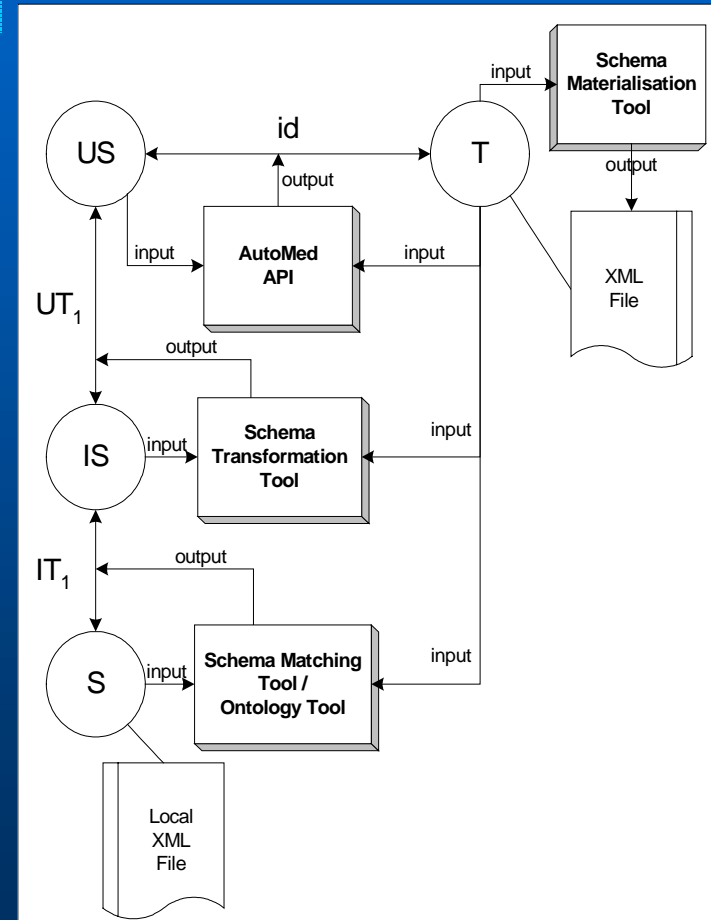 Schema
Materialisation
Tool
input
id
US
T
output
output
input
AutoMed
API
input
XML
File
UT1
output
IS
input
Schema
Transformation
Tool
input
IT1
output
S
input
Schema Matching
Tool /
Ontology Tool
input
Local
XML
File